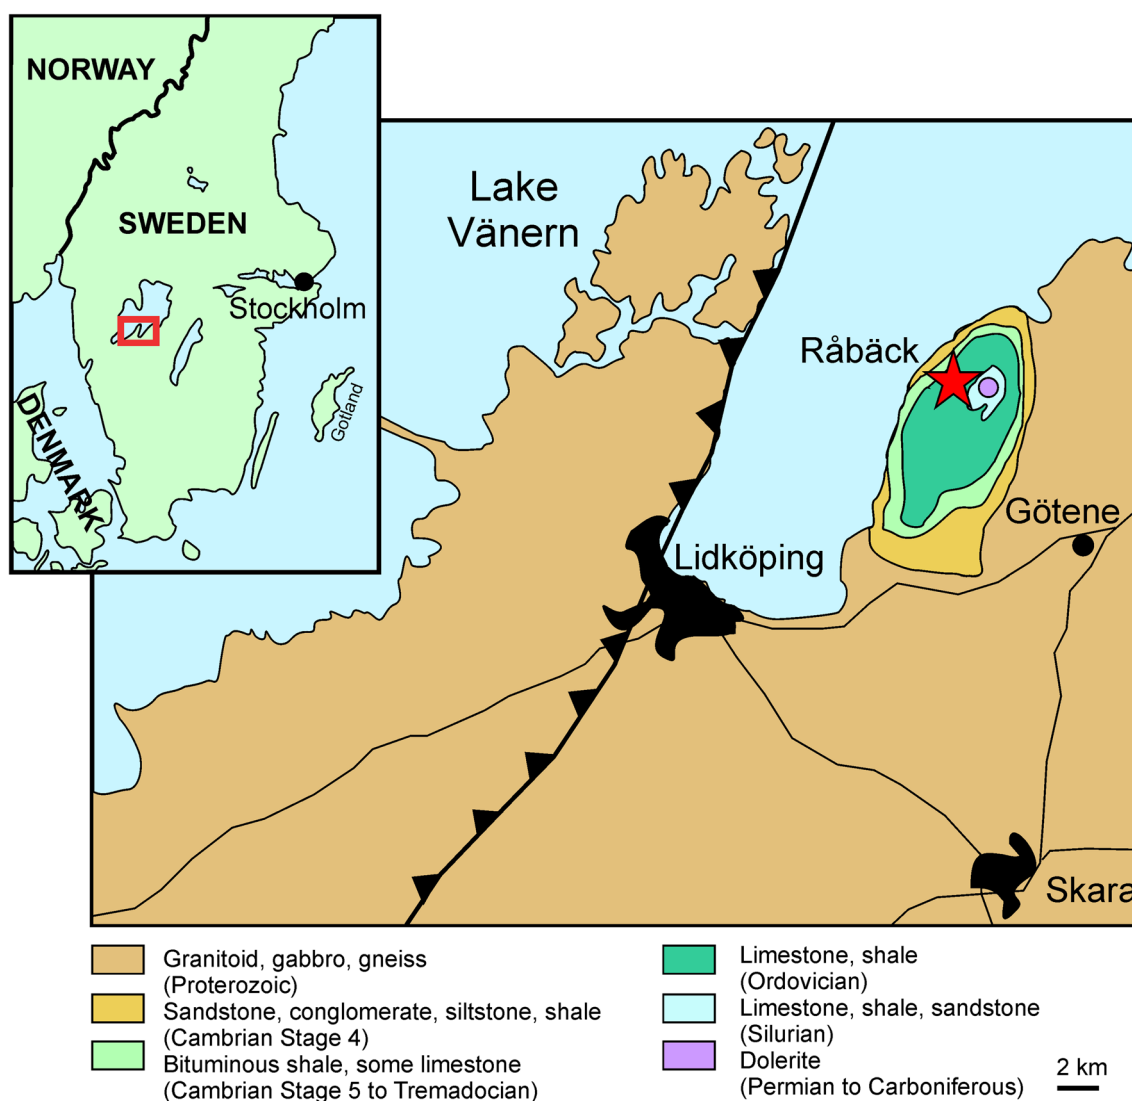 NORWAY
SWEDEN
Stockholm
Gotland
DENMARK
Lake
Vänern
Råbäck
Götene
Lidköping
Skara
Granitoid, gabbro, gneiss
(Proterozoic)
Sandstone, conglomerate, siltstone, shale
(Cambrian Stage 4)
Bituminous shale, some limestone
(Cambrian Stage 5 to Tremadocian)
Limestone, shale
(Ordovician)
Limestone, shale, sandstone
(Silurian)
Dolerite
(Permian to Carboniferous)
2 km